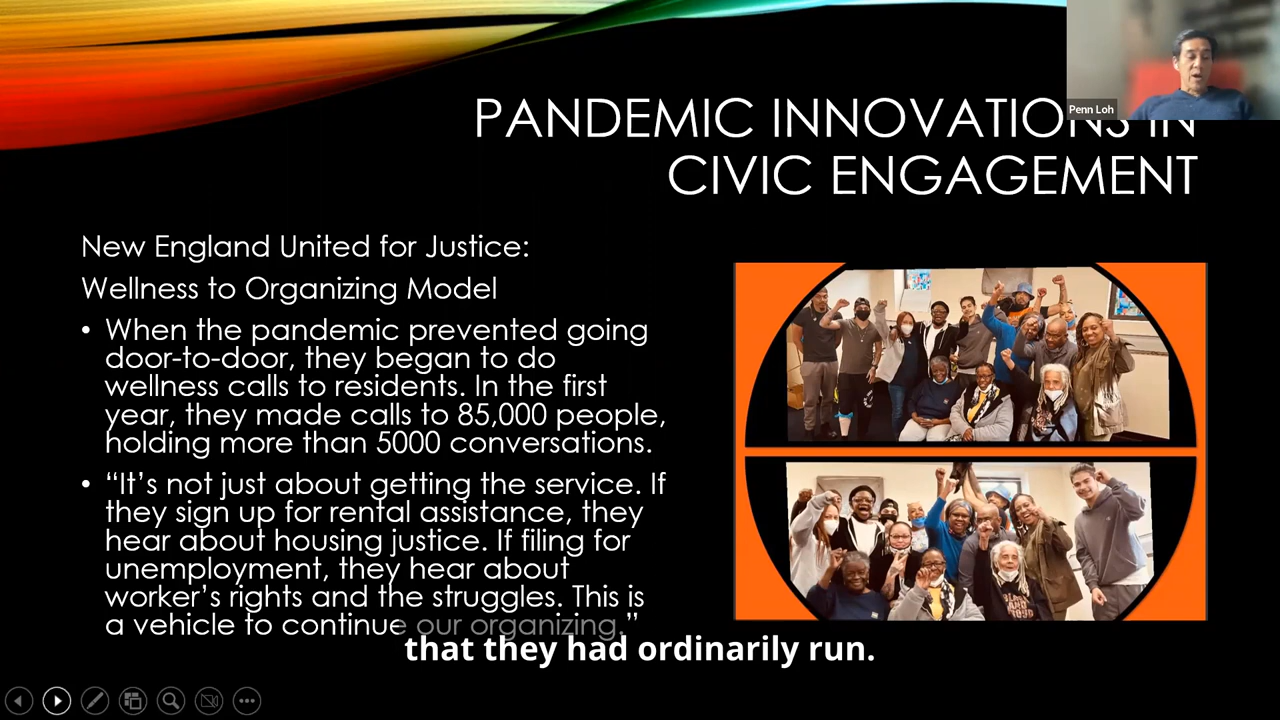 PANDEMIC INNOVATIONS IN
CIVIC ENGAGEMENT
Penn Loh
New England United for Justice:
Wellness to Organizing Model
• When the pandemic prevented going
door-to-door, they began to do
wellness calls to residents. In the first
year, they made calls to 85,000 people,
holding more than 5000 conversations.
• “It’s not just about getting the service. If
they sign up for rental assistance, they
hear about housing justice. If filing for
unemployment, they hear about
worker’s rights and the struggles. This is
a vehicle to continue our organizing.”
that they had ordinarily run.